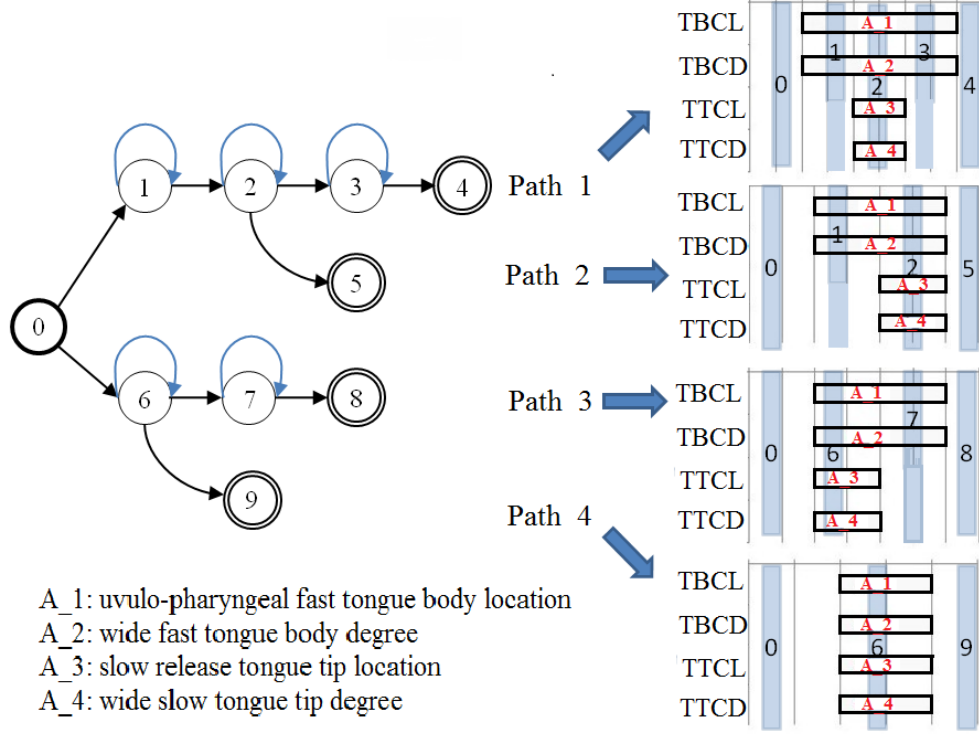 1
2
3
4
5
0
6
7
8
9
Path 1
Path 2
Path 3
Path 4
TBCL
A_1
TBCD
A_2
TTCL
A_3
TTCD
A_4
0
1
2
3
4
TBCL
A_1
TBCD
A_2
TTCL
A_3
TTCD
A_4
0
1
2
5
TBCL
A_1
TBCD
A_2
TTCL
A_3
TTCD
A_4
0
6
7
8
TBCL
A_1
TBCD
A_2
TTCL
A_3
TTCD
A_4
0
6
9
A_1: uvulo-pharyngeal fast tongue body location
A_2: wide fast tongue body degree
A_3: slow release tongue tip location
A_4: wide slow tongue tip degree